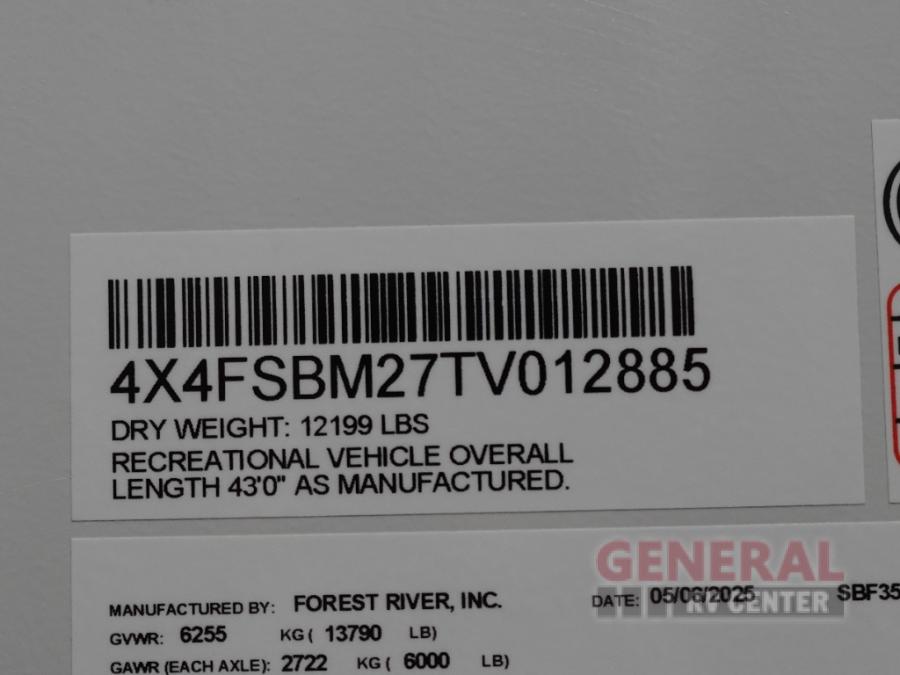 4X4FSBM27TV012885
DRY WEIGHT: 12199 LBS
RECREATIONAL VEHICLE OVERALL
LENGTH 43'0" AS MANUFACTURED.
GENERAL
RV CENTER
MANUFACTURED BY: FOREST RIVER, INC. DATE: 05/06/2025 SBF35
GVWR: 6255 KG ( 13790 LB)
GAWR (EACH AXLE): 2722 KG ( 6000 LB)